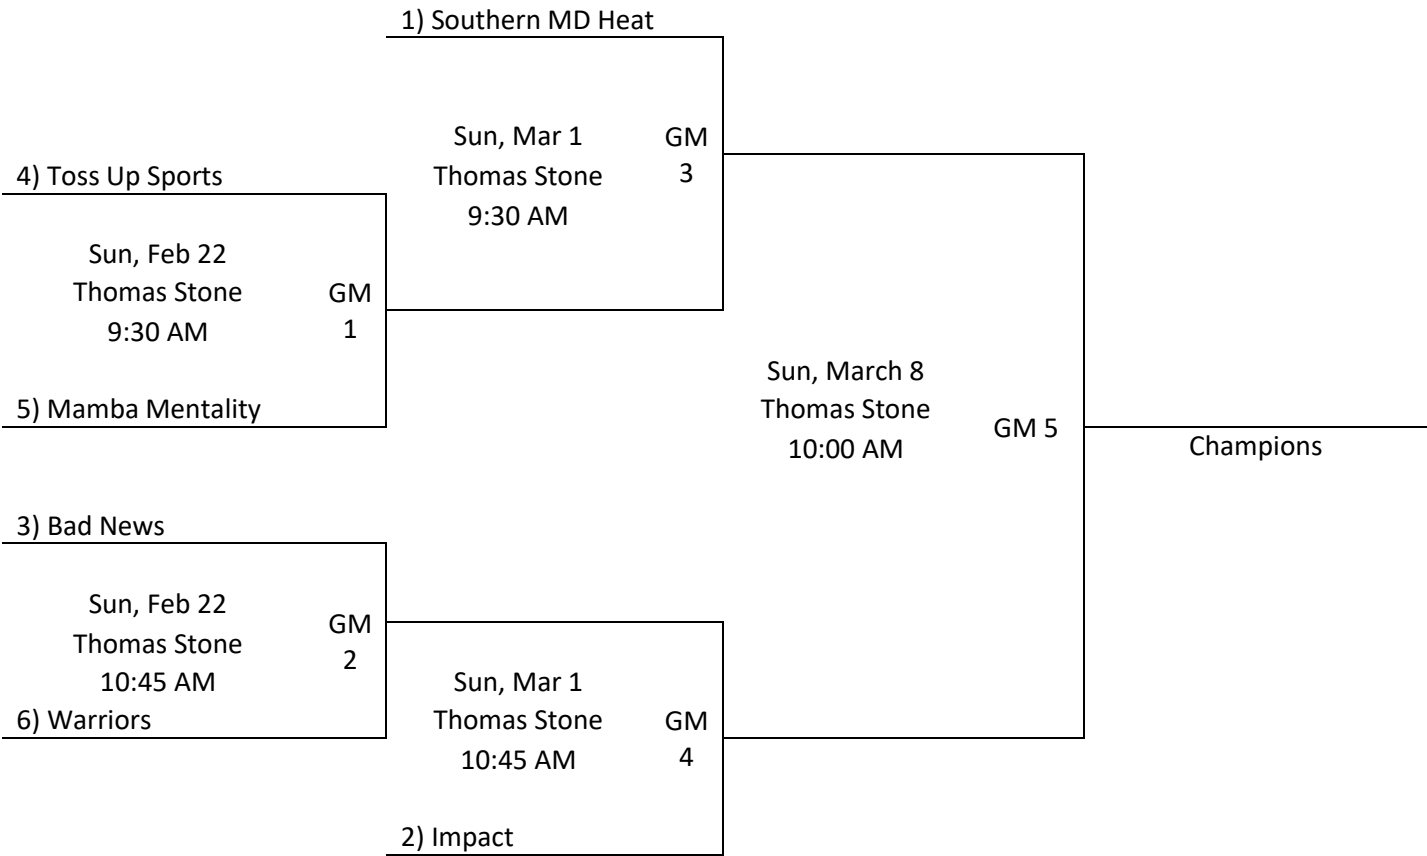 1) Southern MD Heat
Sun, Mar 1
Thomas Stone
9:30 AM
GM
3
4) Toss Up Sports
Sun, Feb 22
Thomas Stone
9:30 AM
GM
1
5) Mamba Mentality
Sun, March 8
Thomas Stone
10:00 AM
GM 5
Champions
3) Bad News
Sun, Feb 22
Thomas Stone
10:45 AM
GM
2
6) Warriors
Sun, Mar 1
Thomas Stone
10:45 AM
GM
4
2) Impact